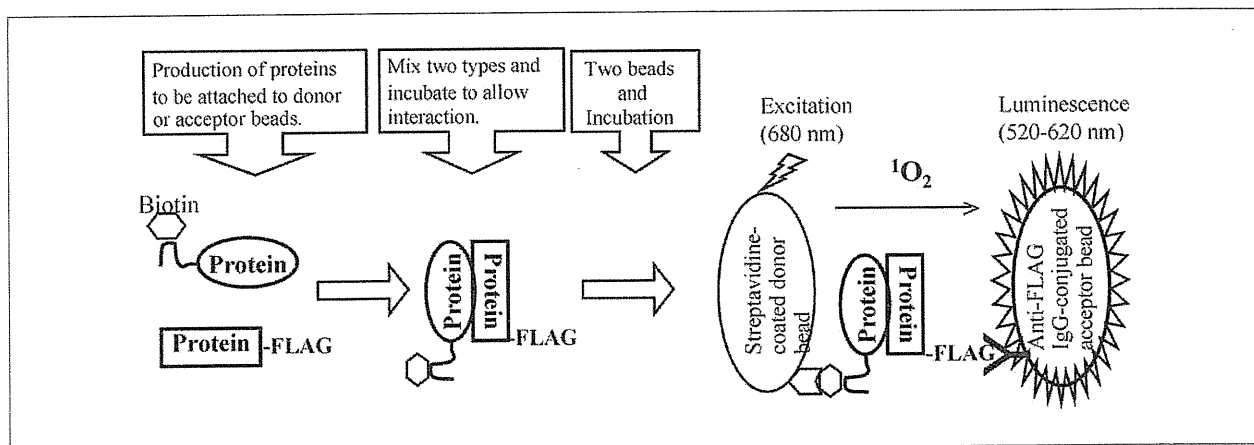 Production of proteins
to be attached to donor
or acceptor beads.
Mix two types and
incubate to allow
interaction.
Two beads
and
Incubation
Excitation
(680 nm)
Luminescence
(520-620 nm)
¹O₂
Biotin
Protein
Protein-FLAG
Protein
Protein
-FLAG
Streptavidine-
coated donor
bead
Protein
Protein
-FLAG
Anti-FLAG
IgG-conjugated
acceptor bead